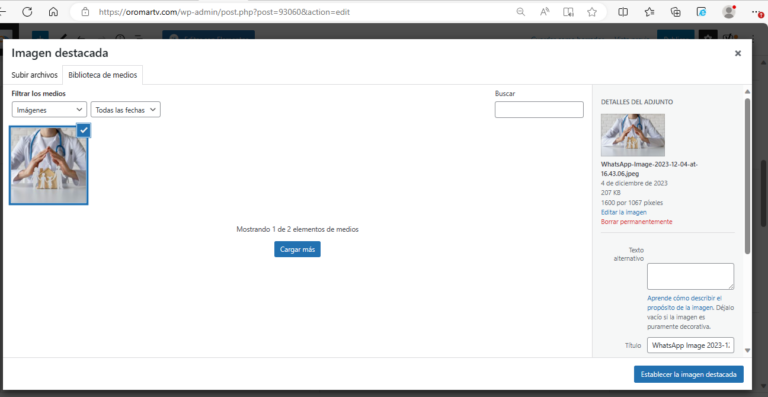 https://oromartv.com/wp-admin/post.php?post=93060&action=edit
Imagen destacada
Subir archivos
Biblioteca de medios
Filtrar los medios
Buscar
Imágenes
Todas las fechas
Mostrando 1 de 2 elementos de medios
Cargar más
DETALLES DEL ADJUNTO
WhatsApp-Image-2023-12-04-at-
16.43.06.jpeg
4 de diciembre de 2023
207 KB
1600 por 1067 píxeles
Editar la imagen
Borrar permanentemente
Texto
alternativo
Aprende cómo describir el
propósito de la imagen. Déjalo
vacío si la imagen es
puramente decorativa.
Título
WhatsApp Image 2023-1
Establecer la imagen destacada